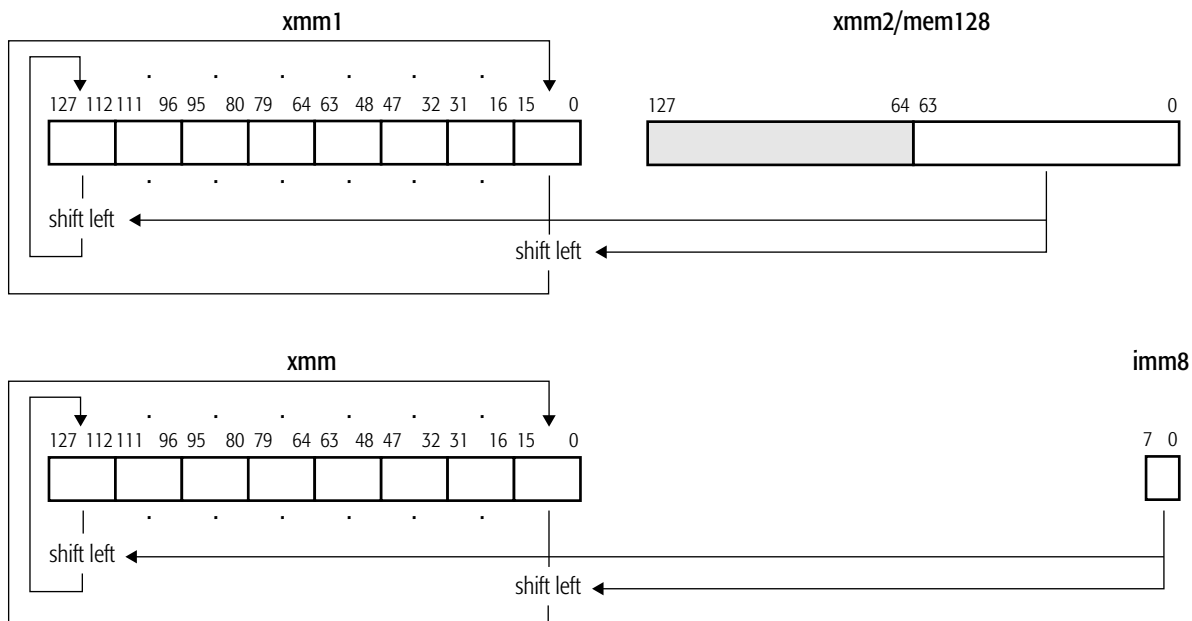 xmm1 xmm2/mem128
127 112 111 96 95 80 79 64 63 48 47 32 31 16 15 0 127 64 63 0
shift left
shift left
xmm imm8
127 112 111 96 95 80 79 64 63 48 47 32 31 16 15 0 7 0
shift left
shift left